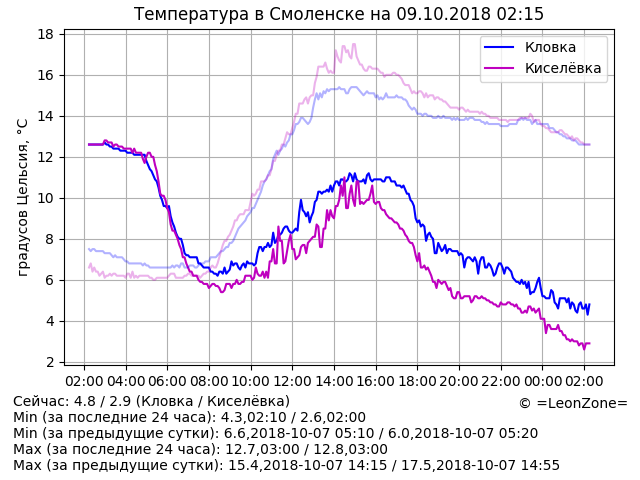 Температура в Смоленске на 09.10.2018 02:15
градусов Цельсия, °C
18
16
14
12
10
8
6
4
2
Кловка
Киселёвка
02:00 04:00 06:00 08:00 10:00 12:00 14:00 16:00 18:00 20:00 22:00 00:00 02:00
Сейчас: 4.8 / 2.9 (Кловка / Киселёвка)
© =LeonZone=
Min (за последние 24 часа): 4.3,02:10 / 2.6,02:00
Min (за предыдущие сутки): 6.6,2018-10-07 05:10 / 6.0,2018-10-07 05:20
Max (за последние 24 часа): 12.7,03:00 / 12.8,03:00
Max (за предыдущие сутки): 15.4,2018-10-07 14:15 / 17.5,2018-10-07 14:55